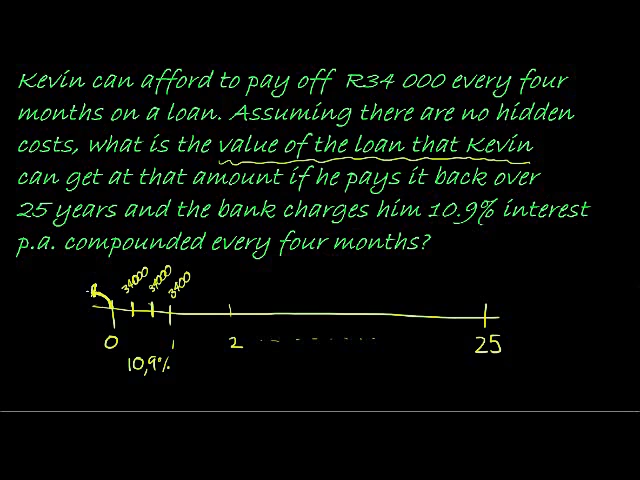 Kevin can afford to pay off R34 000 every four
months on a loan. Assuming there are no hidden
costs, what is the value of the loan that Kevin
can get at that amount if he pays it back over
25 years and the bank charges him 10.9% interest
p.a. compounded every four months?
34000 34000 3400
0 1 2 25
10,9%